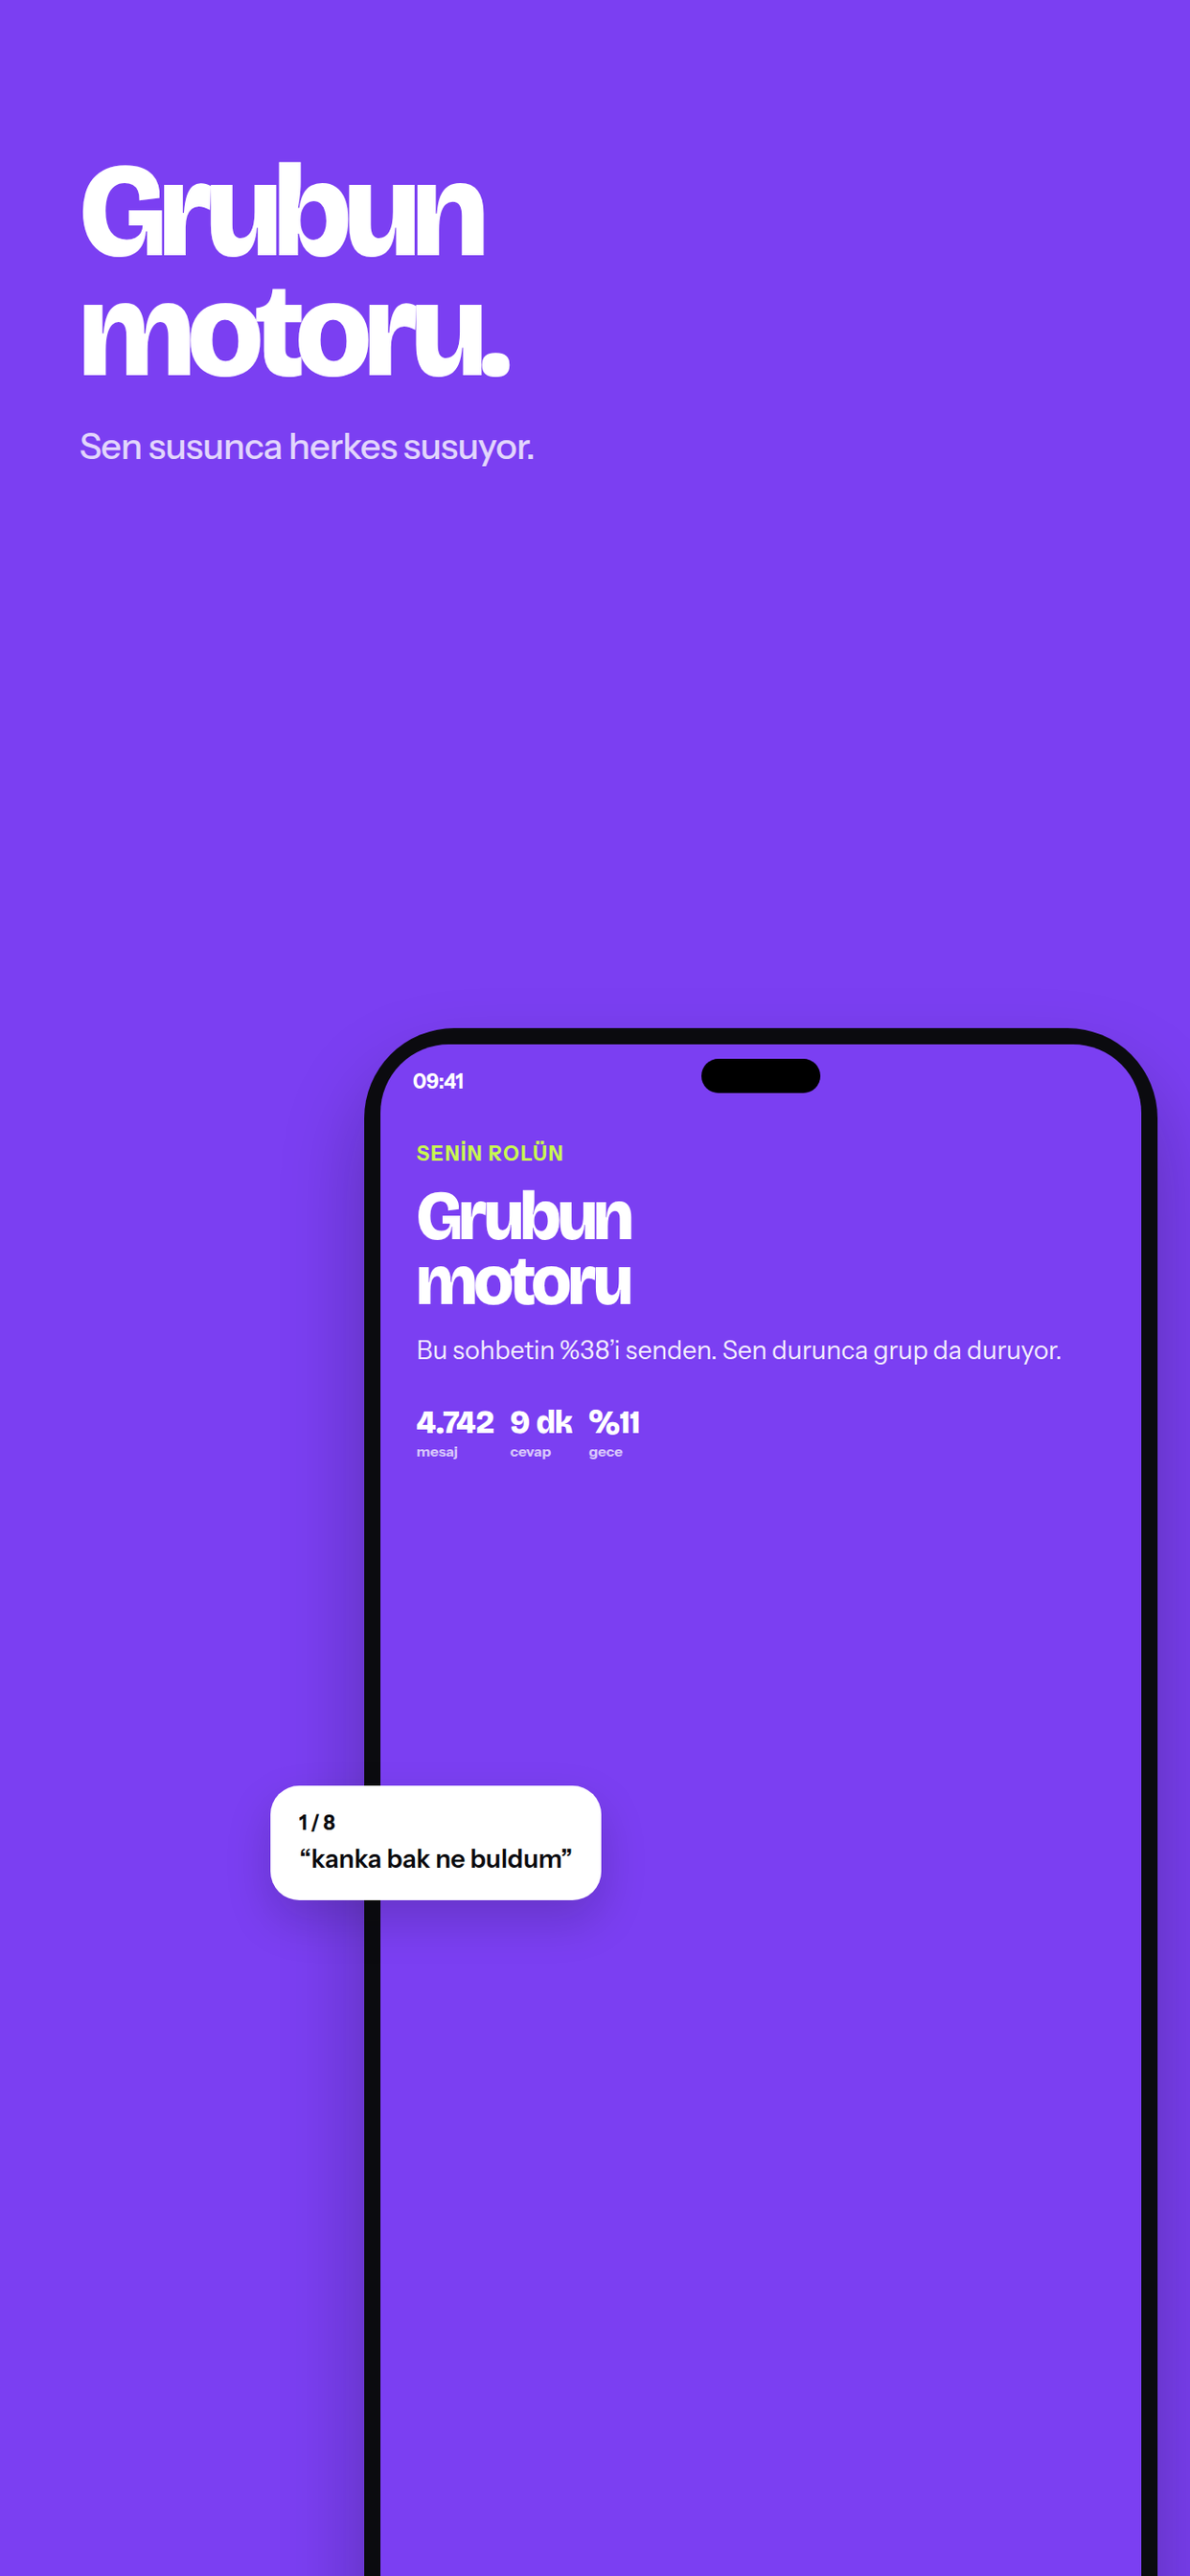 Grubun
motoru.
Sen susunca herkes susuyor.
09:41
SENİN ROLÜN
Grubun
motoru
Bu sohbetin %38’i senden. Sen durunca grup da duruyor.
4.742 9 dk %11
mesaj cevap gece
1 / 8
“kanka bak ne buldum”